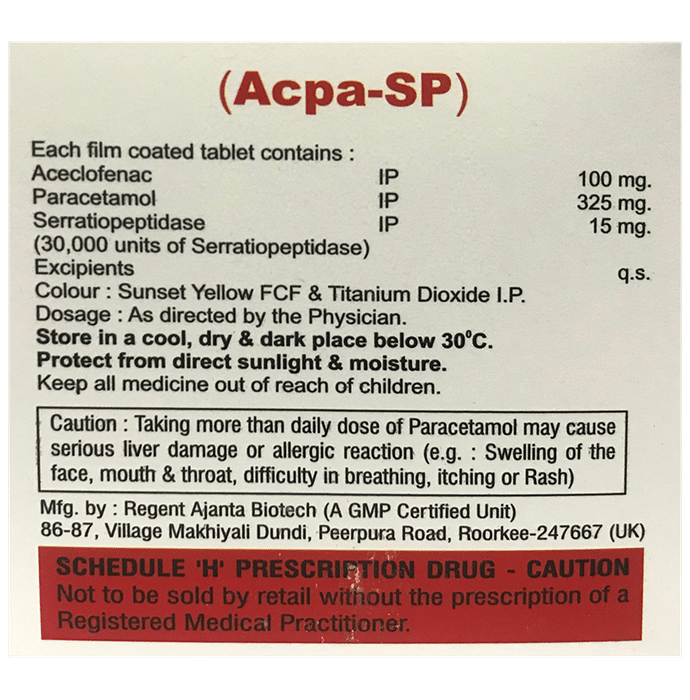 (Acpa-SP)
Each film coated tablet contains :
Aceclofenac IP 100 mg.
Paracetamol IP 325 mg.
Serratiopeptidase IP 15 mg.
(30,000 units of Serratiopeptidase)
Excipients q.s.
Colour : Sunset Yellow FCF & Titanium Dioxide I.P.
Dosage : As directed by the Physician.
Store in a cool, dry & dark place below 30⁰C.
Protect from direct sunlight & moisture.
Keep all medicine out of reach of children.
Caution : Taking more than daily dose of Paracetamol may cause
serious liver damage or allergic reaction (e.g. : Swelling of the
face, mouth & throat, difficulty in breathing, itching or Rash)
Mfg. by : Regent Ajanta Biotech (A GMP Certified Unit)
86-87, Village Makhiyali Dundi, Peerpura Road, Roorkee-247667 (UK)
SCHEDULE 'H' PRESCRIPTION DRUG - CAUTION
Not to be sold by retail without the prescription of a
Registered Medical Practitioner.